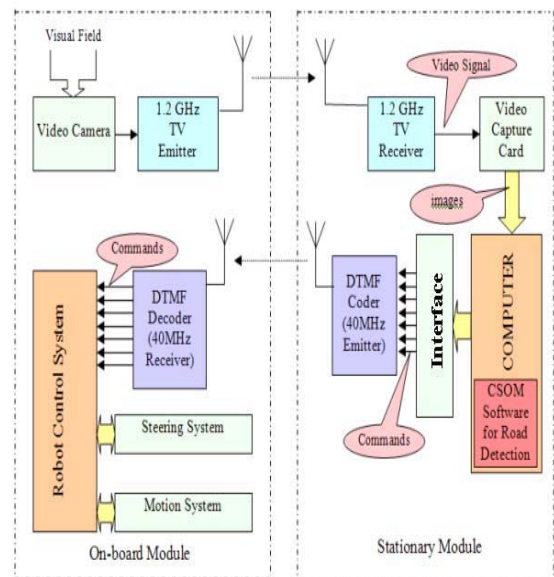 Visual Field
Video Camera
1.2 GHz
TV
Emitter
1.2 GHz
TV
Receiver
Video Signal
Video
Capture
Card
images
Commands
Robot Control System
DTMF
Decoder
(40MHz
Receiver)
DTMF
Coder
(40MHz
Emitter)
Interface
COMPUTER
CSOM
Software
for Road
Detection
Commands
Steering System
Motion System
On-board Module
Stationary Module